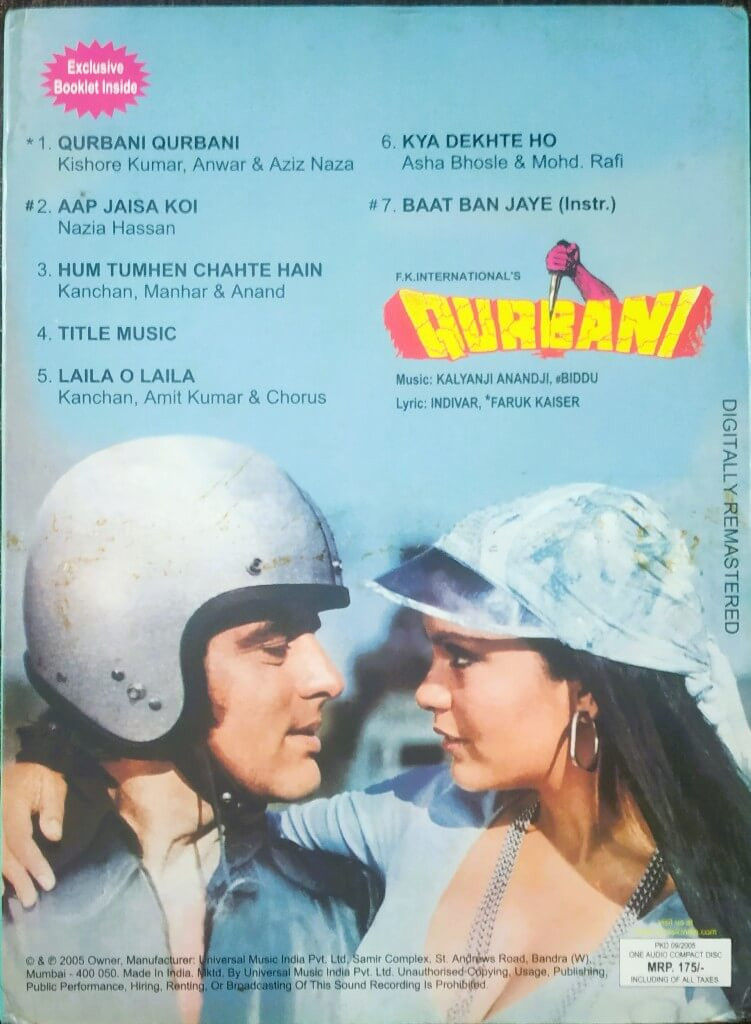 Exclusive
Booklet Inside
*1. QURBANI QURBANI
Kishore Kumar, Anwar & Aziz Naza
#2. AAP JAISA KOI
Nazia Hassan
3. HUM TUMHEN CHAHTE HAIN
Kanchan, Manhar & Anand
4. TITLE MUSIC
5. LAILA O LAILA
Kanchan, Amit Kumar & Chorus
6. KYA DEKHTE HO
Asha Bhosle & Mohd. Rafi
#7. BAAT BAN JAYE (Instr.)
F.K.INTERNATIONAL'S
QURBANI
Music: KALYANJI ANANDJI, #BIDDU
Lyric: INDIVAR, *FARUK KAISER
DIGITALLY REMASTERED
© & ℗ 2005 Owner, Manufacturer: Universal Music India Pvt. Ltd, Samir Complex, St. Andrews Road, Bandra (W),
Mumbai - 400 050. Made In India. Mktd. By Universal Music India Pvt. Ltd. Unauthorised Copying, Usage, Publishing,
Public Performance, Hiring, Renting, Or Broadcasting Of This Sound Recording Is Prohibited.
visit us at
PKD 09/2005
ONE AUDIO COMPACT DISC
MRP. 175/-
INCLUDING OF ALL TAXES